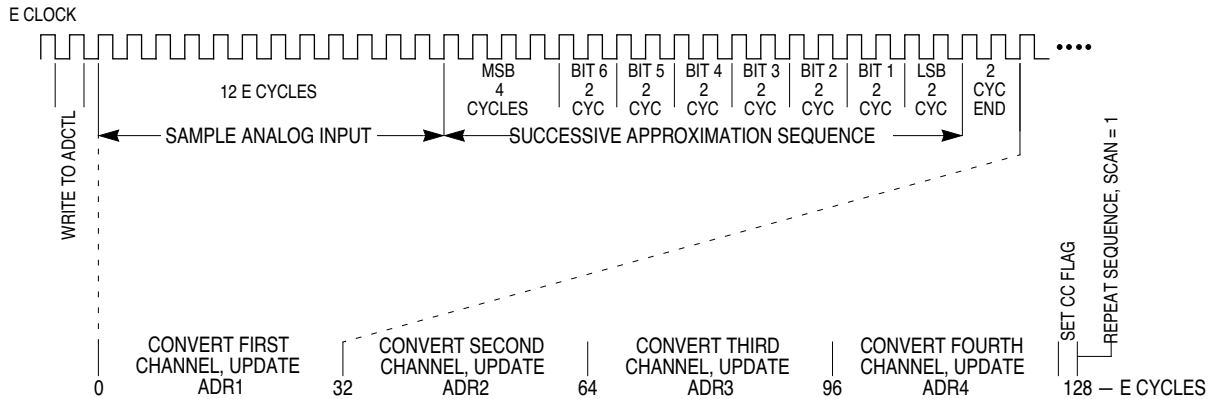 E CLOCK
12 E CYCLES
MSB
4
CYCLES
BIT 6
2
CYC
BIT 5
2
CYC
BIT 4
2
CYC
BIT 3
2
CYC
BIT 2
2
CYC
BIT 1
2
CYC
LSB
2
CYC
2
CYC
END
WRITE TO ADCTL
SAMPLE ANALOG INPUT
SUCCESSIVE APPROXIMATION SEQUENCE
CONVERT FIRST
CHANNEL, UPDATE
ADR1
CONVERT SECOND
CHANNEL, UPDATE
ADR2
CONVERT THIRD
CHANNEL, UPDATE
ADR3
CONVERT FOURTH
CHANNEL, UPDATE
ADR4
SET CC FLAG
REPEAT SEQUENCE, SCAN = 1
0
32
64
96
128 — E CYCLES